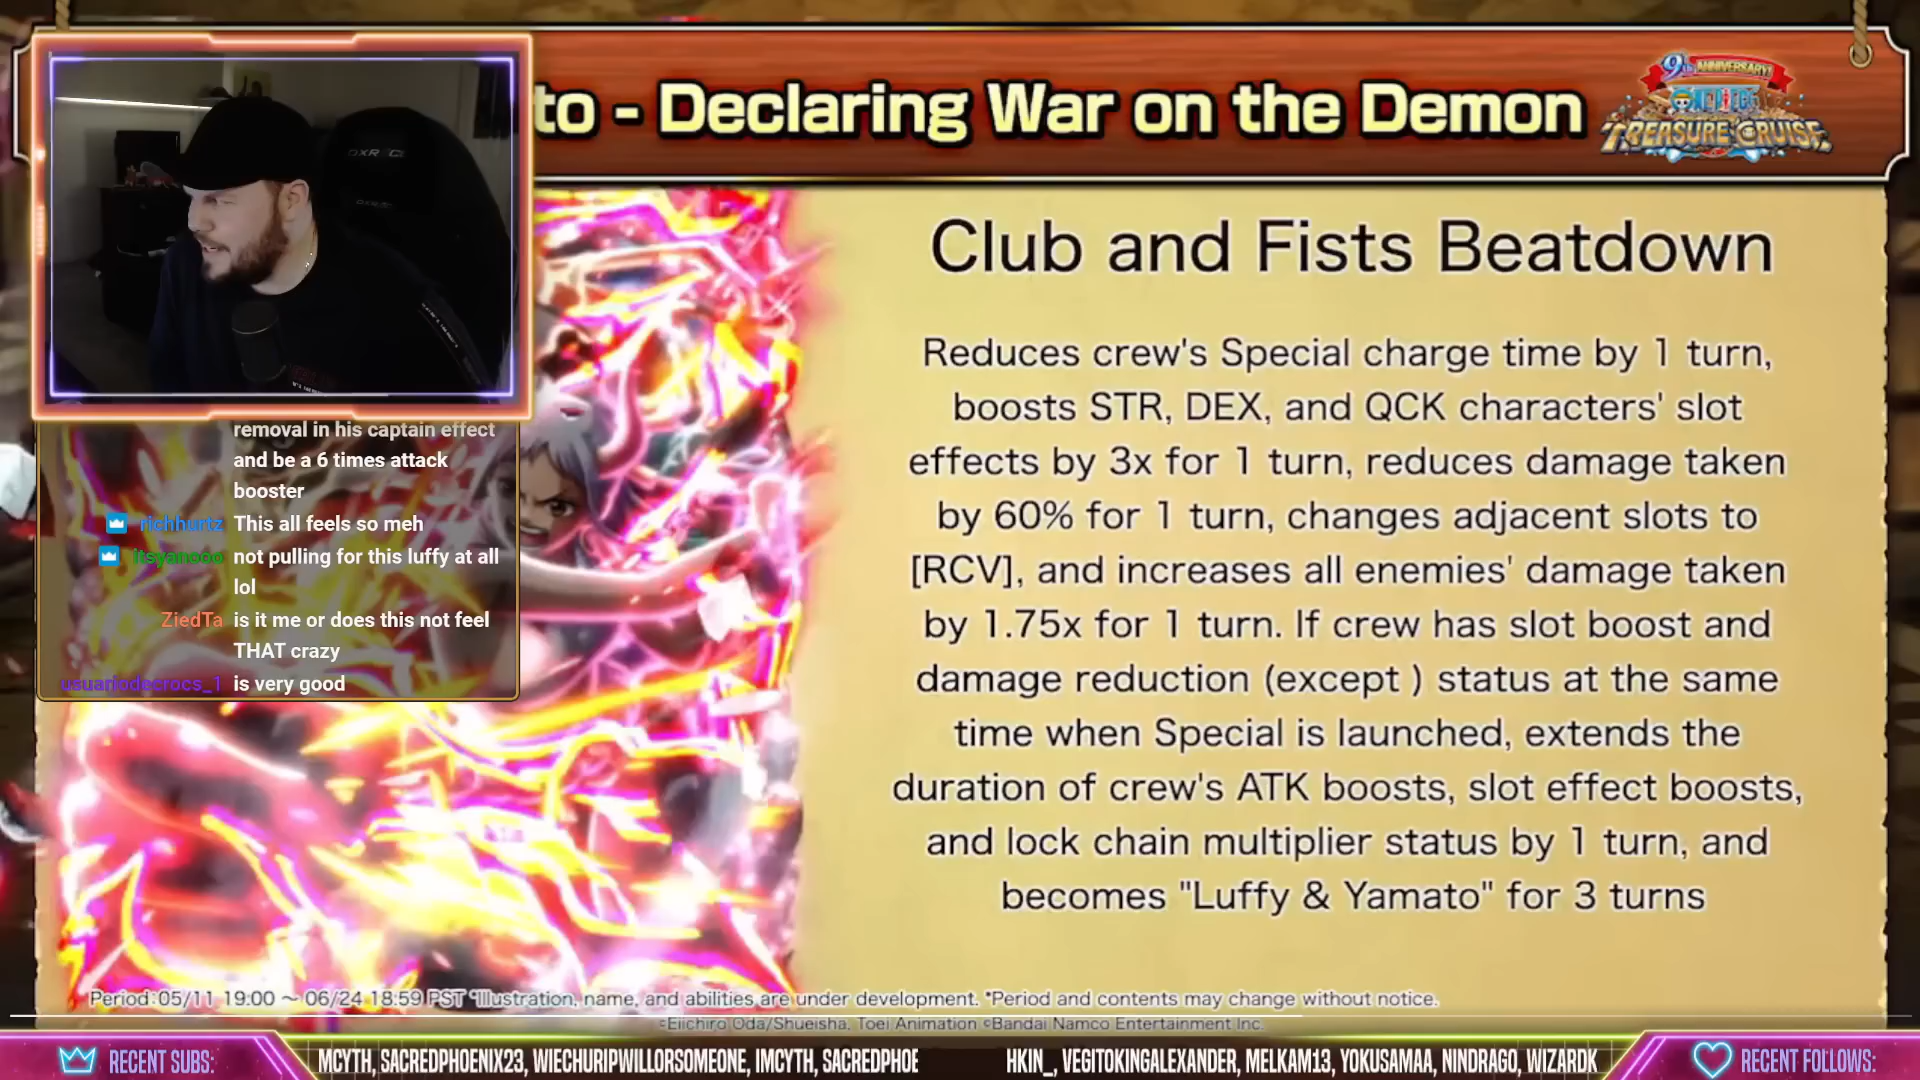 to - Declaring War on the Demon
9th ANNIVERSARY!
ONE PIECE
TREASURE CRUISE
DXRACER
DXRACER
Club and Fists Beatdown
Reduces crew's Special charge time by 1 turn,
boosts STR, DEX, and QCK characters' slot
effects by 3x for 1 turn, reduces damage taken
by 60% for 1 turn, changes adjacent slots to
[RCV], and increases all enemies' damage taken
by 1.75x for 1 turn. If crew has slot boost and
damage reduction (except ) status at the same
time when Special is launched, extends the
duration of crew's ATK boosts, slot effect boosts,
and lock chain multiplier status by 1 turn, and
becomes "Luffy & Yamato" for 3 turns
removal in his captain effect
and be a 6 times attack
booster
richhurtz This all feels so meh
itsyanooo not pulling for this luffy at all
lol
ZiedTa is it me or does this not feel
THAT crazy
usuariodecrocs_1 is very good
Period:05/11 19:00 ~ 06/24 18:59 PST *Illustration, name, and abilities are under development. *Period and contents may change without notice.
©Eiichiro Oda/Shueisha, Toei Animation ©Bandai Namco Entertainment Inc.
RECENT SUBS: MCYTH, SACREDPHOENIX23, WIECHURIPWILLORSOMEONE, IMCYTH, SACREDPHOE
HKIN_, VEGITOKINGALEXANDER, MELKAM13, YOKUSAMAA, NINDRAGO, WIZARDK RECENT FOLLOWS: